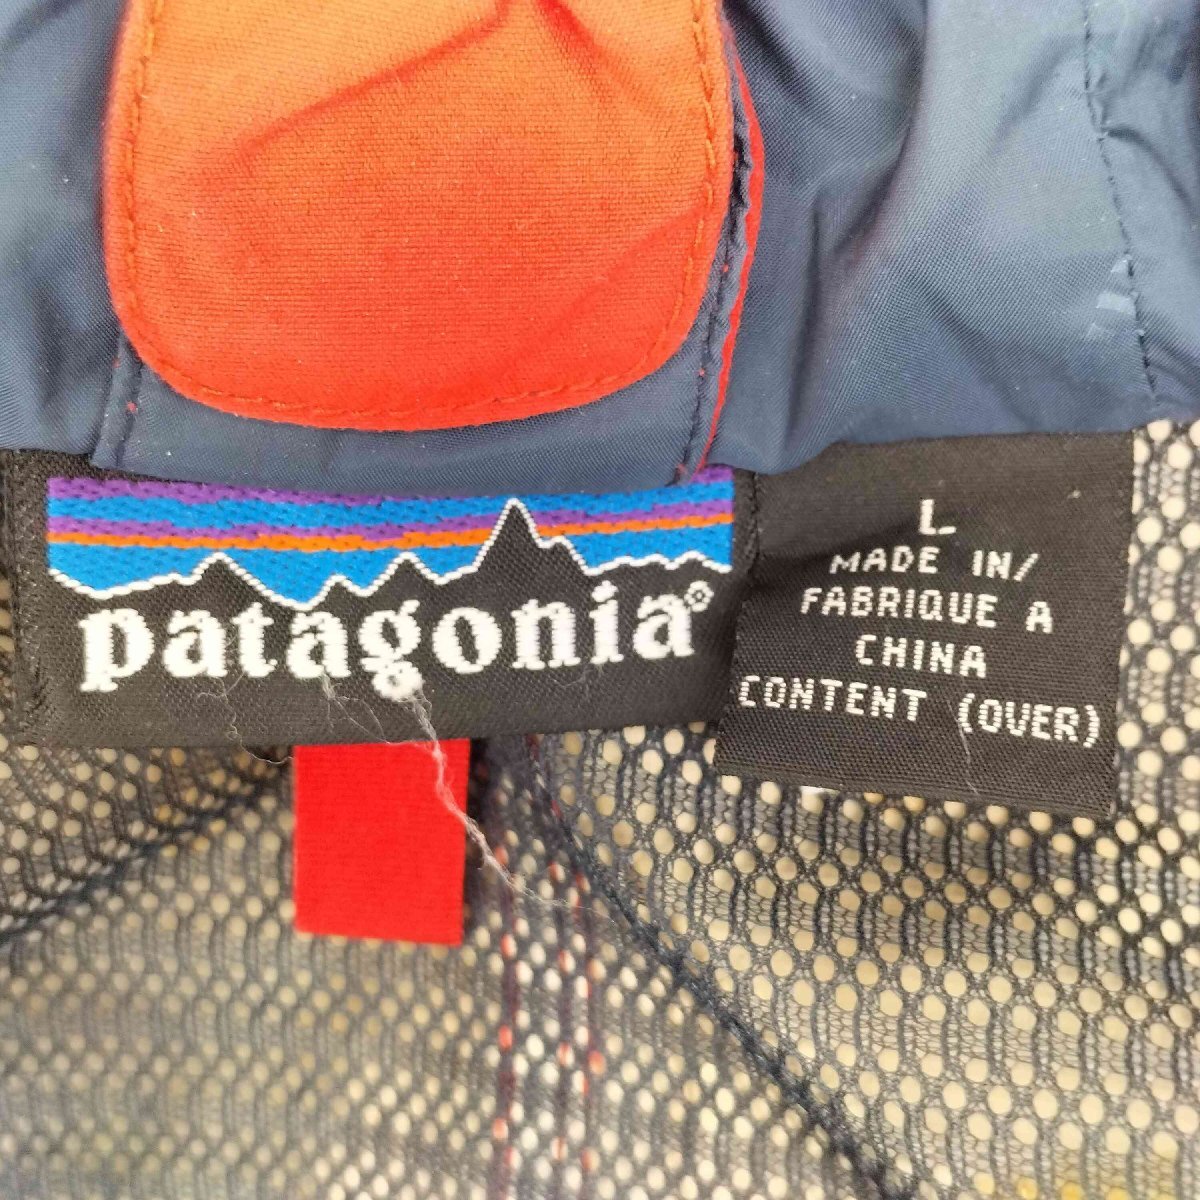 patagonia®
L
MADE IN/
FABRIQUE A
CHINA
CONTENT (OVER)